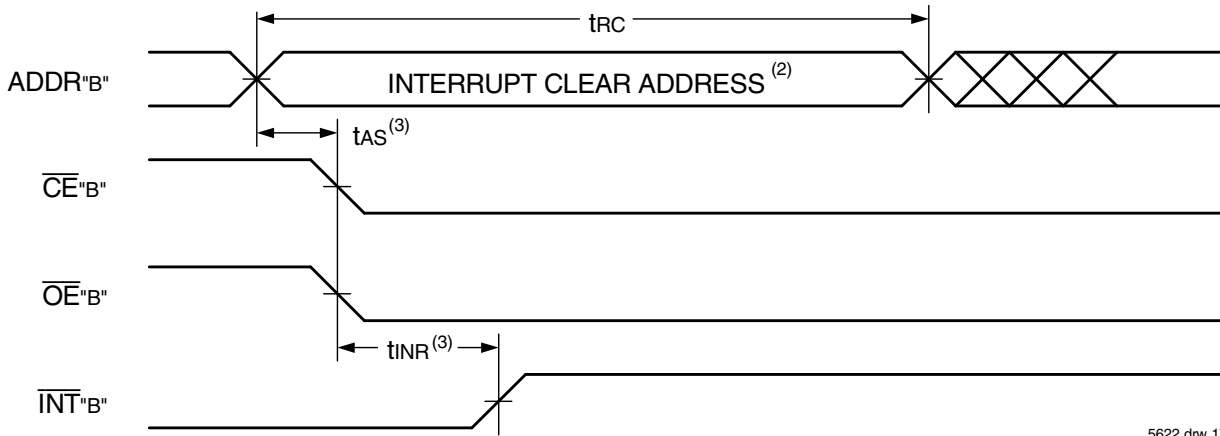 tRC
ADDR"B"
INTERRUPT CLEAR ADDRESS (2)
tAS(3)
CE"B"
OE"B"
tINR(3)
INT"B"